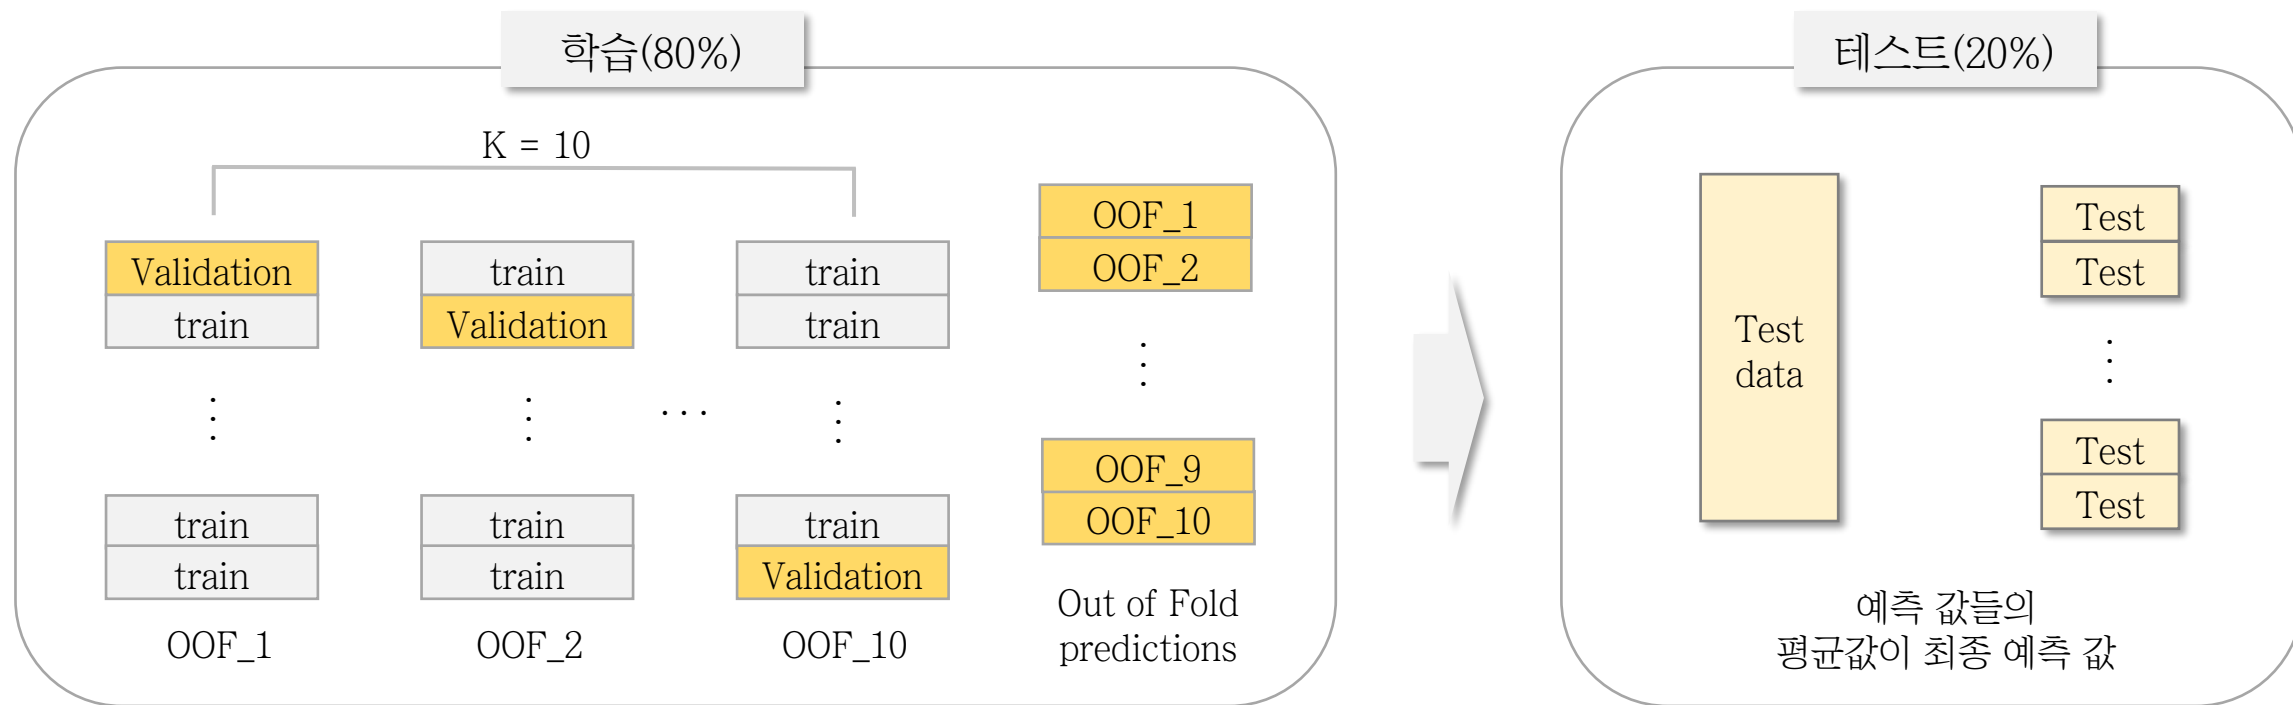 학습(80%)
K = 10
Validation
train
⋮
train
train
OOF_1
train
Validation
⋮
train
train
OOF_2
...
train
train
⋮
train
Validation
OOF_10
OOF_1
OOF_2
⋮
OOF_9
OOF_10
Out of Fold
predictions
테스트(20%)
Test
data
Test
Test
⋮
Test
Test
예측 값들의
평균값이 최종 예측 값